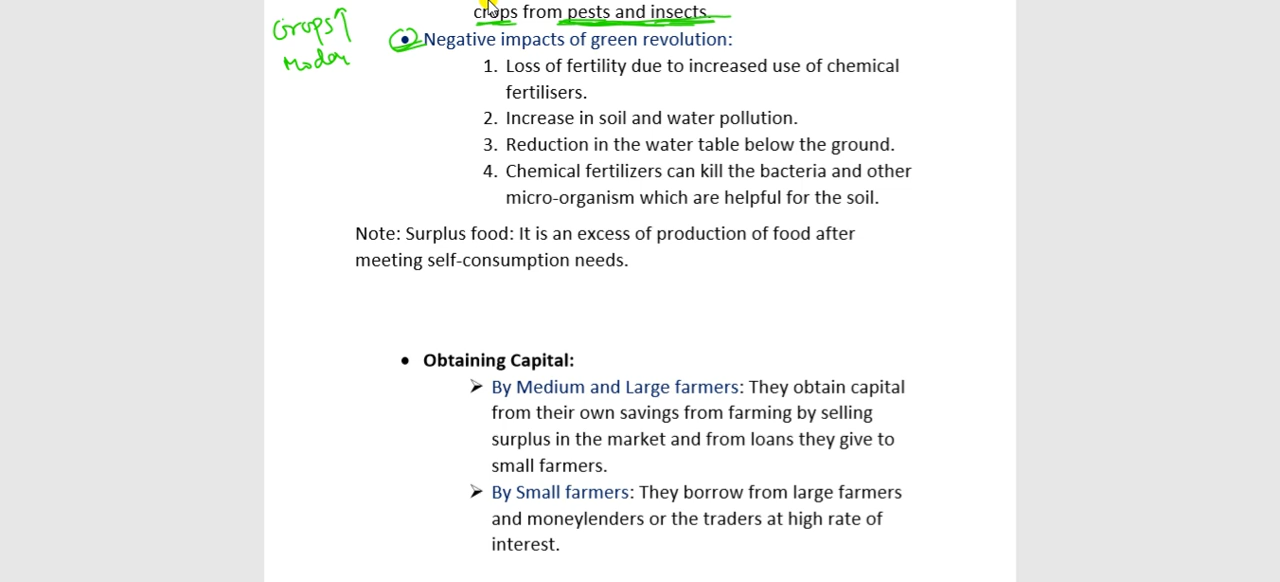 crops from pests and insects.
Crops↑
Moder
• Negative impacts of green revolution:
1. Loss of fertility due to increased use of chemical
fertilisers.
2. Increase in soil and water pollution.
3. Reduction in the water table below the ground.
4. Chemical fertilizers can kill the bacteria and other
micro-organism which are helpful for the soil.
Note: Surplus food: It is an excess of production of food after
meeting self-consumption needs.
• Obtaining Capital:
➢ By Medium and Large farmers: They obtain capital
from their own savings from farming by selling
surplus in the market and from loans they give to
small farmers.
➢ By Small farmers: They borrow from large farmers
and moneylenders or the traders at high rate of
interest.